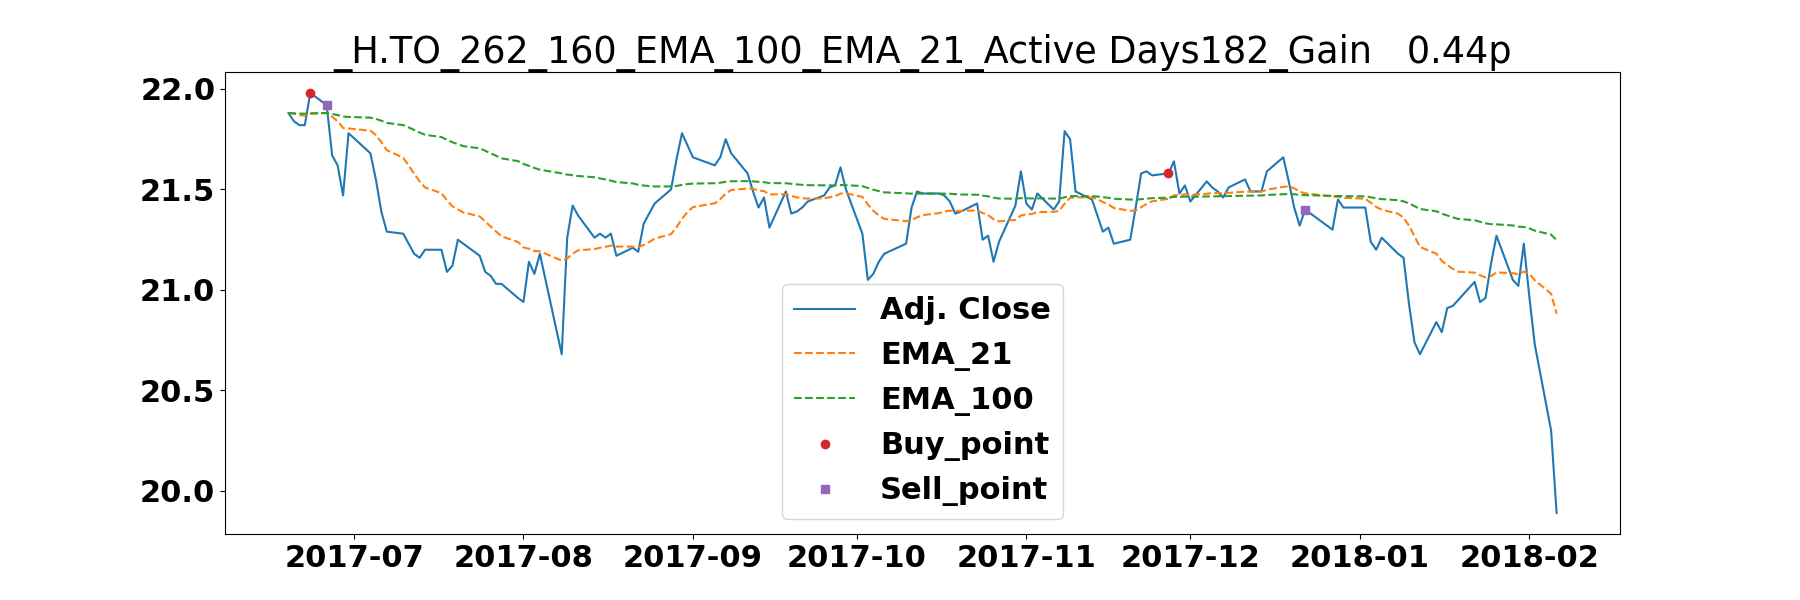 _H.TO_262_160_EMA_100_EMA_21_Active Days182_Gain   0.44p
22.0
21.5
21.0
20.5
20.0
Adj. Close
EMA_21
EMA_100
Buy_point
Sell_point
2017-07 2017-08 2017-09 2017-10 2017-11 2017-12 2018-01 2018-02